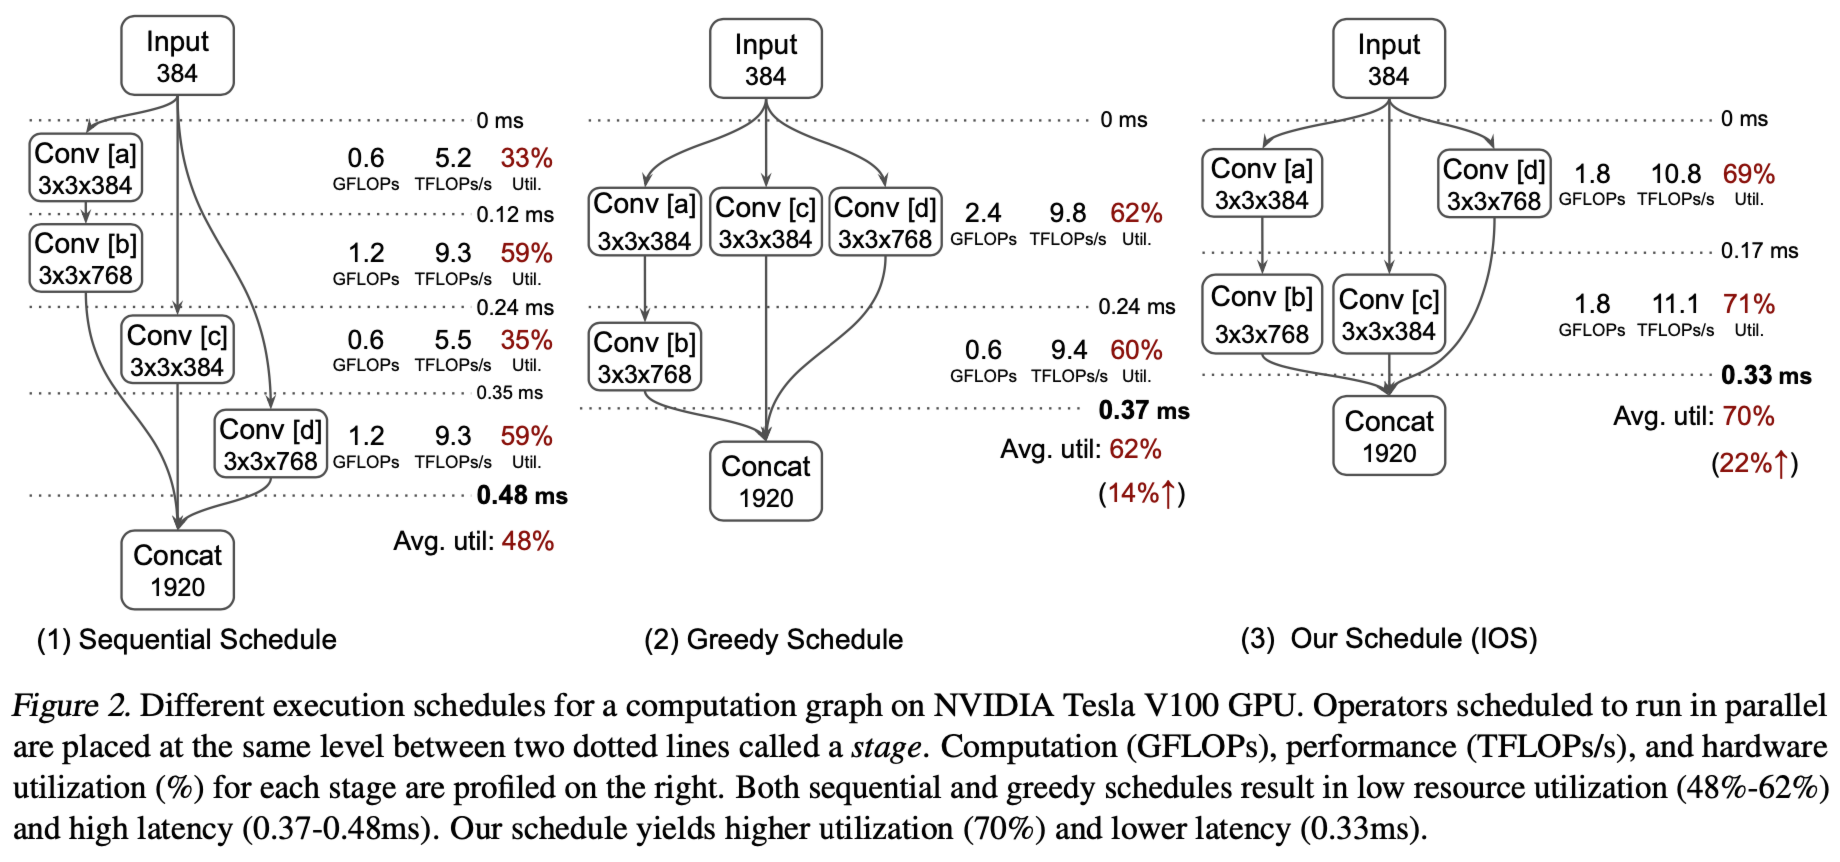 Input
384
0 ms
Conv [a]
3x3x384
0.6 5.2 33%
GFLOPs TFLOPs/s Util.
0.12 ms
Conv [b]
3x3x768
1.2 9.3 59%
GFLOPs TFLOPs/s Util.
0.24 ms
Conv [c]
3x3x384
0.6 5.5 35%
GFLOPs TFLOPs/s Util.
0.35 ms
Conv [d]
3x3x768
1.2 9.3 59%
GFLOPs TFLOPs/s Util.
0.48 ms
Avg. util: 48%
Concat
1920
(1) Sequential Schedule
Input
384
0 ms
Conv [a] Conv [c] Conv [d]
3x3x384 3x3x384 3x3x768
2.4 9.8 62%
GFLOPs TFLOPs/s Util.
0.24 ms
Conv [b]
3x3x768
0.6 9.4 60%
GFLOPs TFLOPs/s Util.
0.37 ms
Avg. util: 62%
(14%↑)
Concat
1920
(2) Greedy Schedule
Input
384
0 ms
Conv [a] Conv [d]
3x3x384 3x3x768
1.8 10.8 69%
GFLOPs TFLOPs/s Util.
0.17 ms
Conv [b] Conv [c]
3x3x768 3x3x384
1.8 11.1 71%
GFLOPs TFLOPs/s Util.
0.33 ms
Avg. util: 70%
(22%↑)
Concat
1920
(3) Our Schedule (IOS)
Figure 2. Different execution schedules for a computation graph on NVIDIA Tesla V100 GPU. Operators scheduled to run in parallel
are placed at the same level between two dotted lines called a stage. Computation (GFLOPs), performance (TFLOPs/s), and hardware
utilization (%) for each stage are profiled on the right. Both sequential and greedy schedules result in low resource utilization (48%-62%)
and high latency (0.37-0.48ms). Our schedule yields higher utilization (70%) and lower latency (0.33ms).